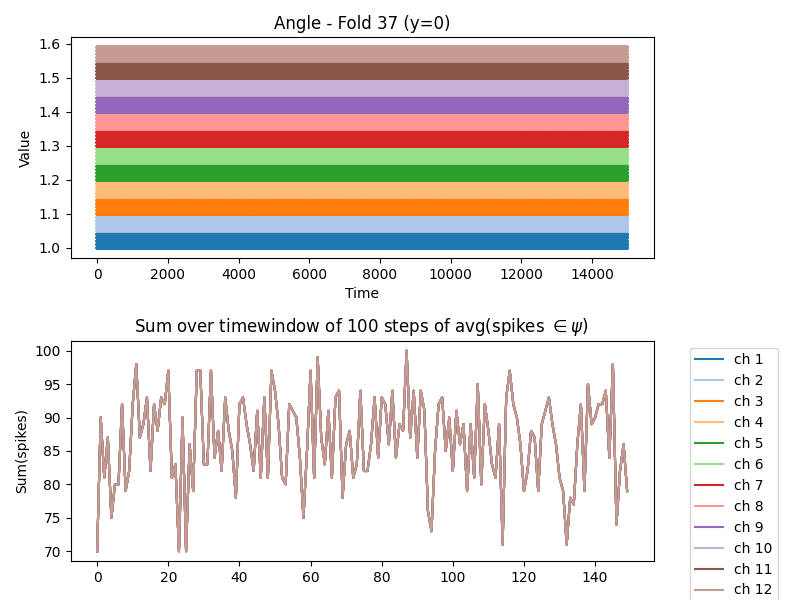 Angle - Fold 37 (y=0)
1.6
1.5
1.4
1.3
1.2
1.1
1.0
Value
0 2000 4000 6000 8000 10000 12000 14000
Time
Sum over timewindow of 100 steps of avg(spikes ∈ ψ)
100
95
90
85
80
75
70
Sum(spikes)
0 20 40 60 80 100 120 140
ch 1
ch 2
ch 3
ch 4
ch 5
ch 6
ch 7
ch 8
ch 9
ch 10
ch 11
ch 12